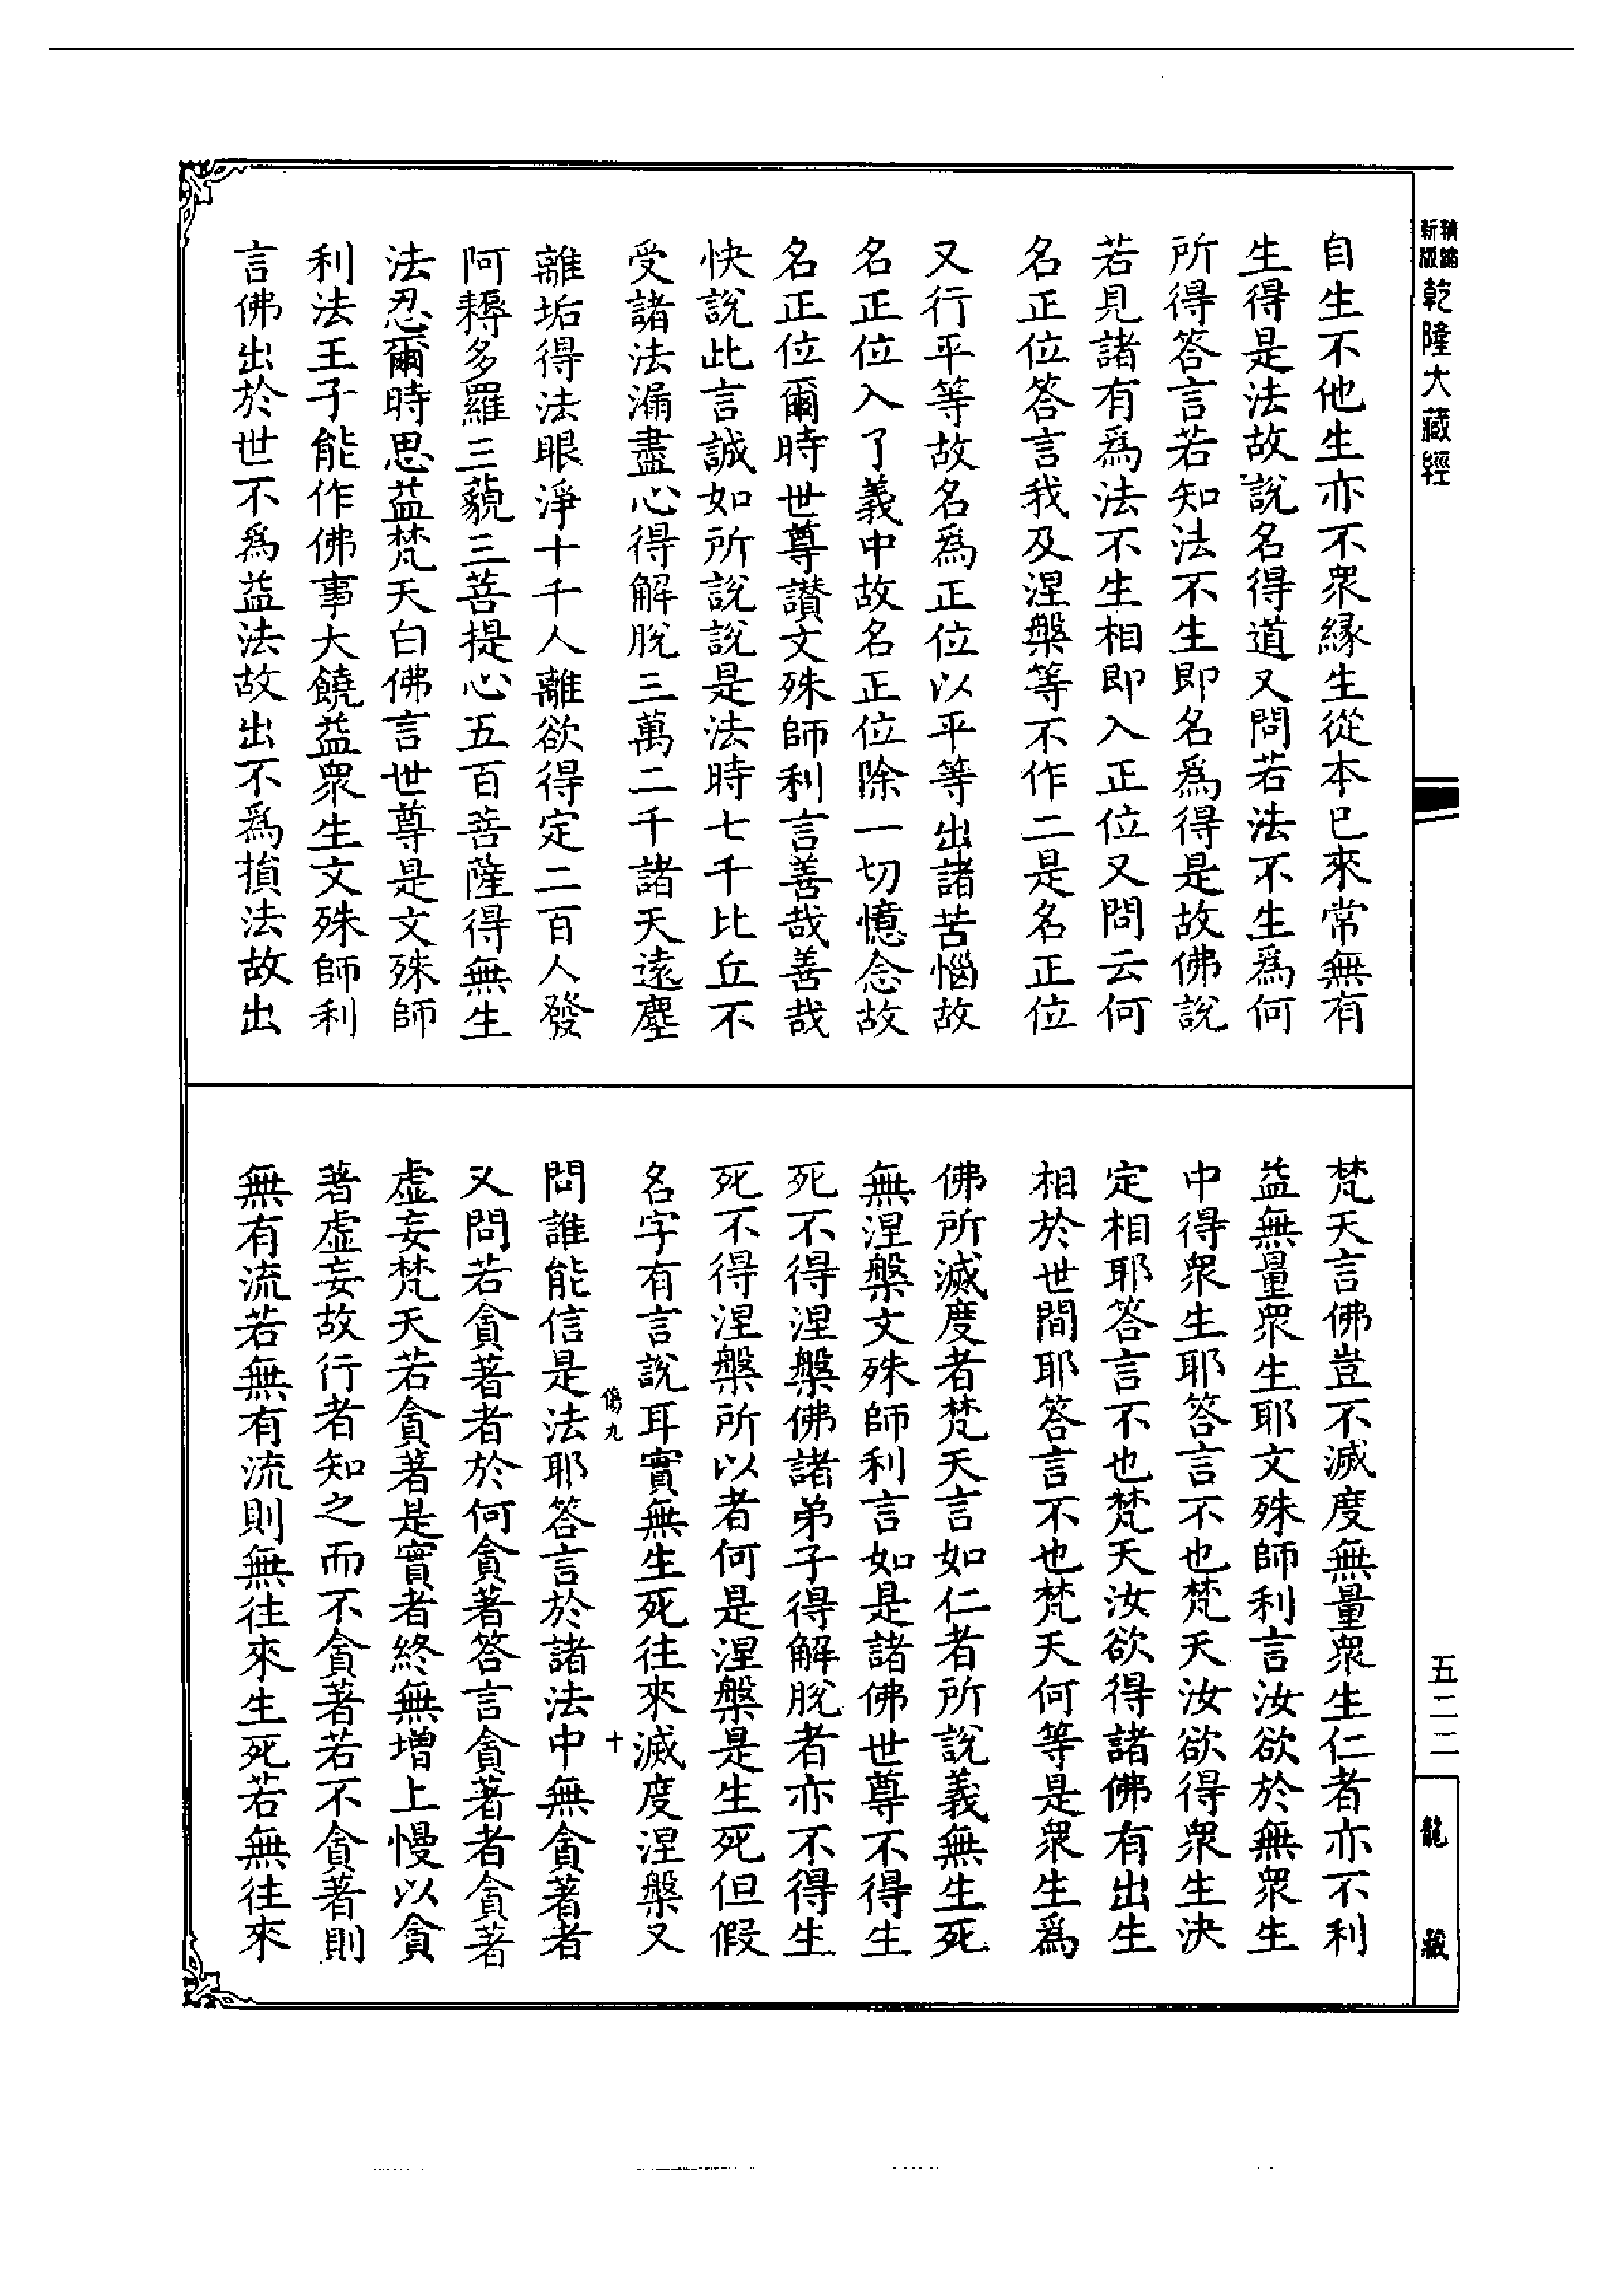 新版
精縮
乾隆大藏經
自生不他生亦不衆緣生從本已來常無有
生得是法故說名得道又問若法不生爲何
所得答言若知法不生即名爲得是故佛說
若見諸有爲法不生相即入正位又問云何
名正位答言我及涅槃等不作二是名正位
又行平等故名爲正位以平等出諸苦惱故
名正位入了義中故名正位除一切憶念故
名正位爾時世尊讚文殊師利言善哉善哉
快說此言誠如所說說是法時七千比丘不
受諸法漏盡心得解脫三萬二千諸天遠塵
離垢得法眼淨十千人離欲得定二百人發
阿耨多羅三藐三菩提心五百菩薩得無生
法忍爾時思益梵天白佛言世尊是文殊師
利法王子能作佛事大饒益衆生文殊師利
言佛出於世不爲益法故出不爲損法故出
梵天言佛豈不滅度無量衆生仁者亦不利
益無量衆生耶文殊師利言汝欲於無衆生
中得衆生耶答言不也梵天汝欲得衆生決
定相耶答言不也梵天汝欲得諸佛有出生
相於世間耶答言不也梵天何等是衆生爲
佛所滅度者梵天言如仁者所說義無生死
無涅槃文殊師利言如是諸佛世尊不得生
死不得涅槃佛諸弟子得解脫者亦不得生
死不得涅槃所以者何是涅槃是生死但假
名字有言說耳實無生死往來滅度涅槃又
傷九
十
問誰能信是法耶答言於諸法中無貪著者
又問若貪著者於何貪著答言貪著者貪著
虛妄梵天若貪著是實者終無增上慢以貪
著虛妄故行者知之而不貪著若不貪著則
無有流若無有流則無往來生死若無往來
五二二
龍藏